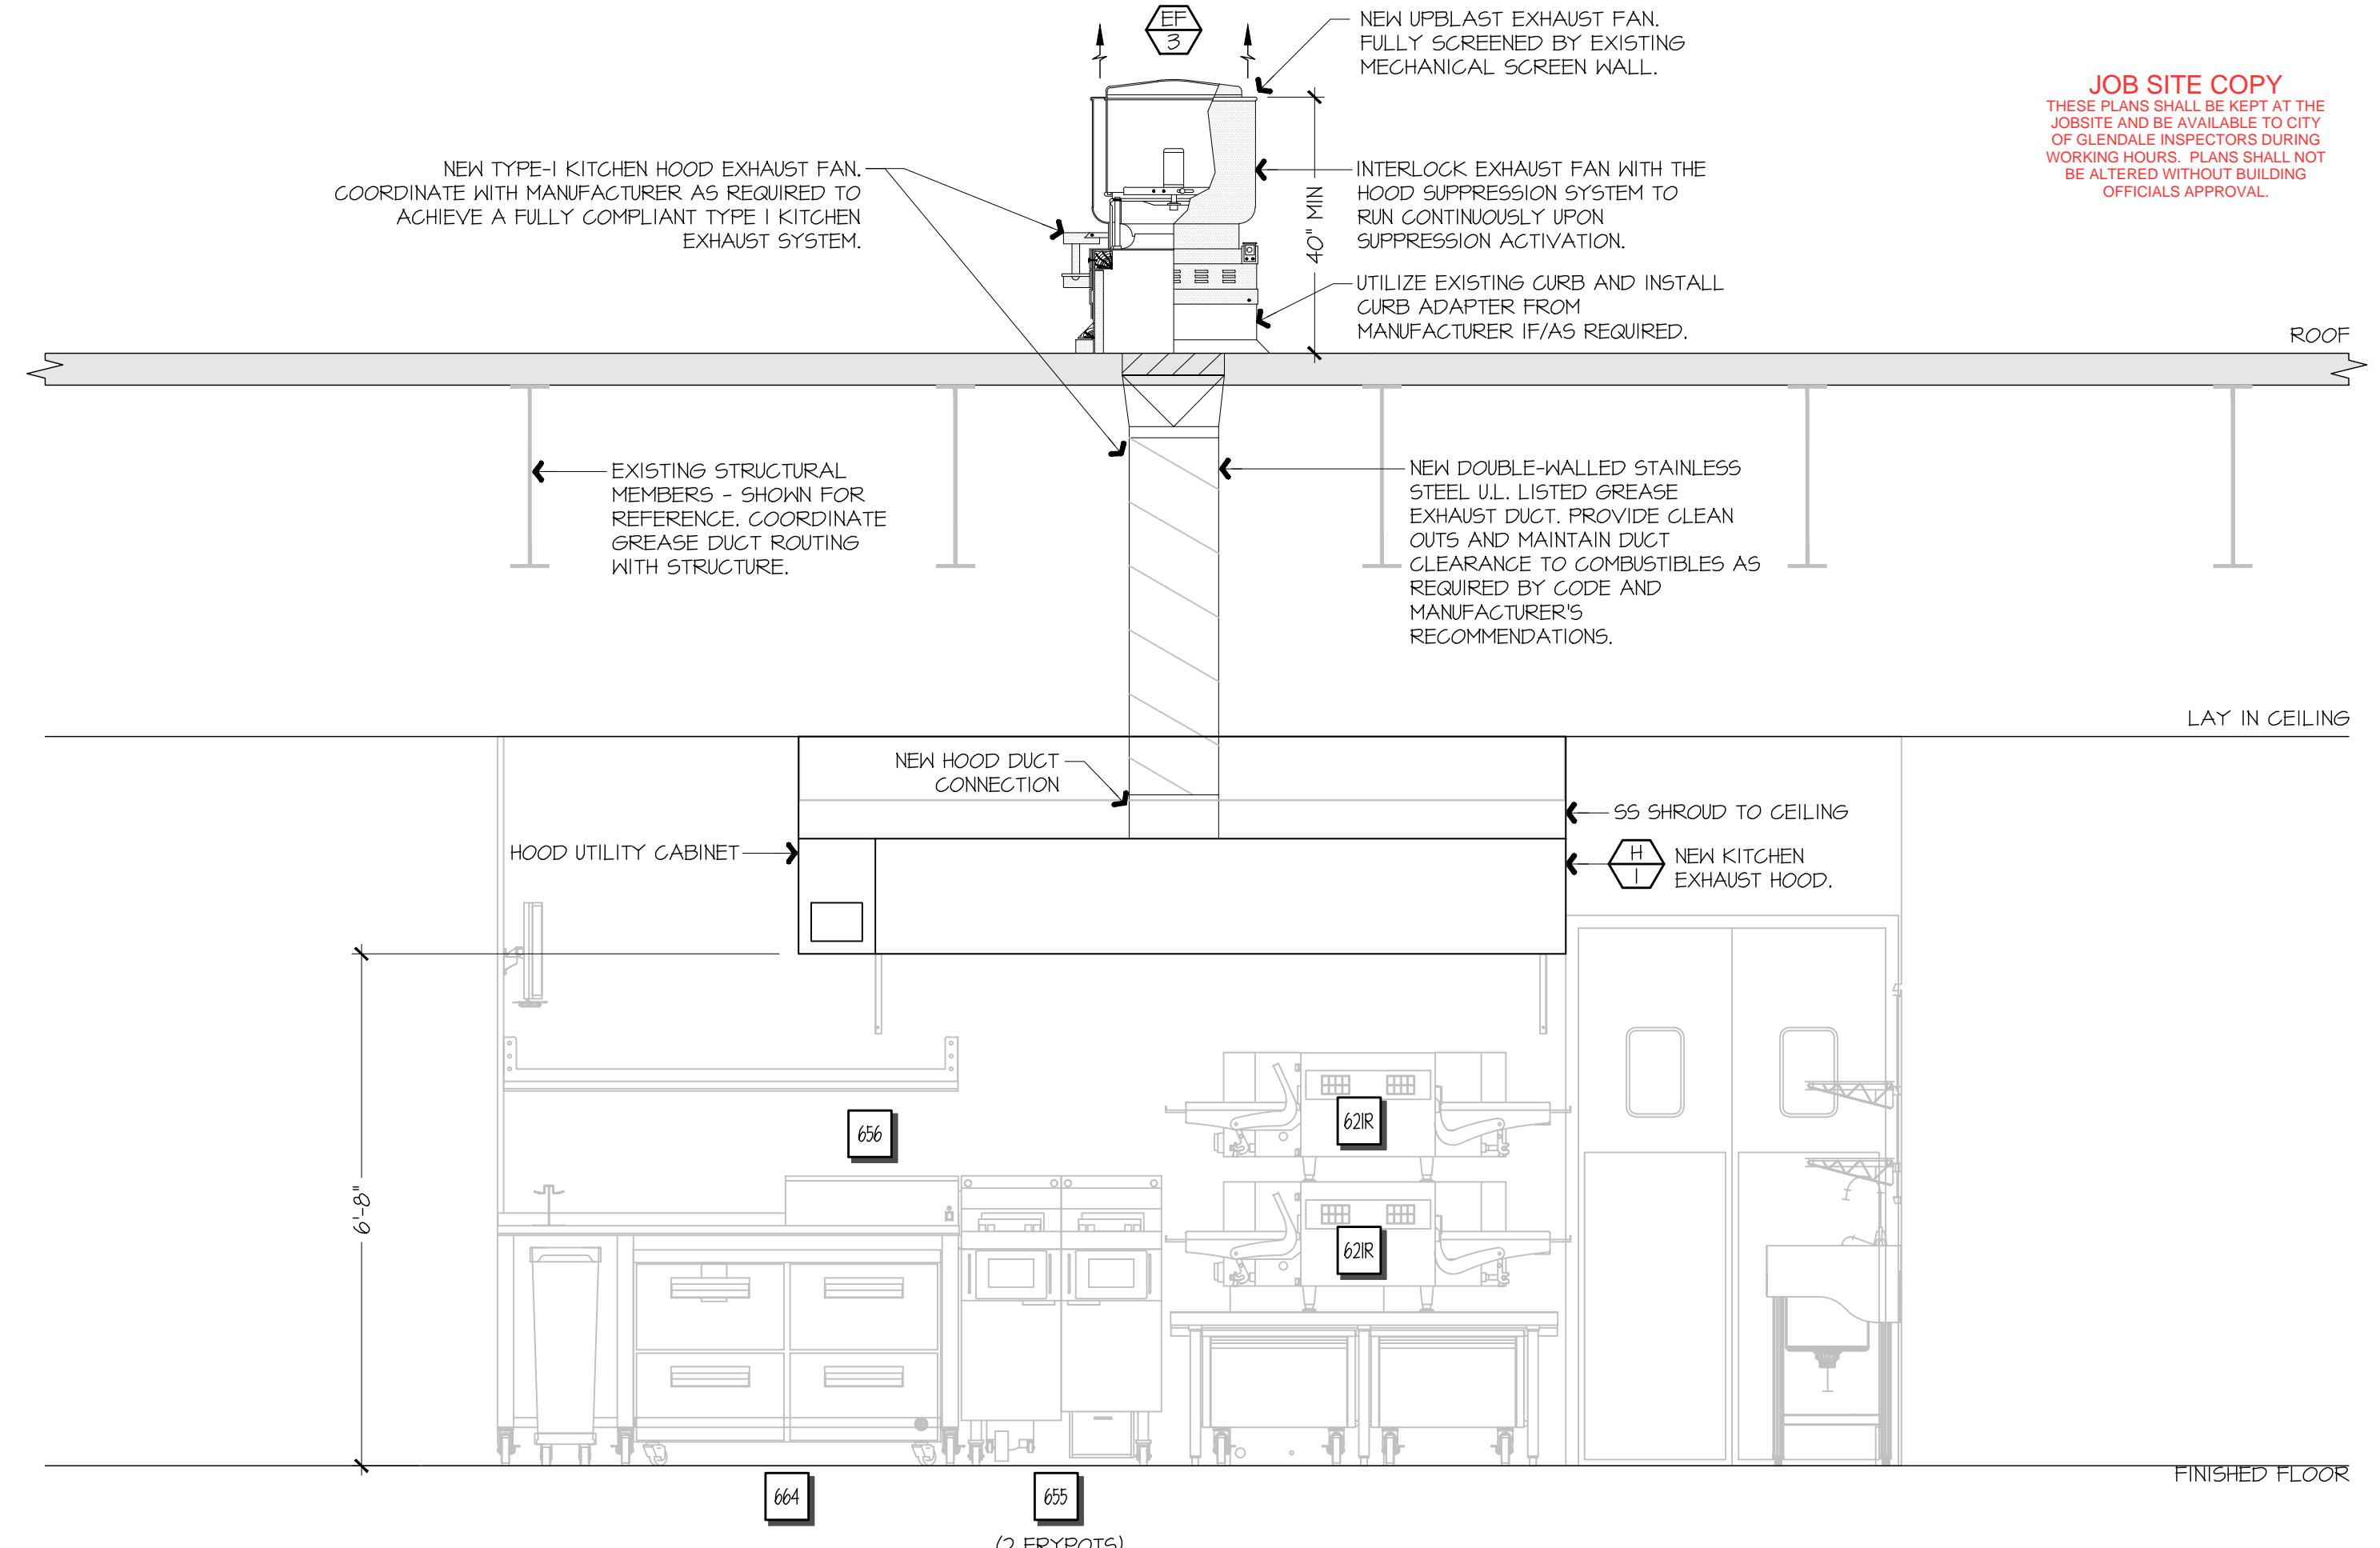 EF
3
NEW UPBLAST EXHAUST FAN.
FULLY SCREENED BY EXISTING
MECHANICAL SCREEN WALL.
JOB SITE COPY
THESE PLANS SHALL BE KEPT AT THE
JOBSITE AND BE AVAILABLE TO CITY
OF GLENDALE INSPECTORS DURING
WORKING HOURS. PLANS SHALL NOT
BE ALTERED WITHOUT BUILDING
OFFICIALS APPROVAL.
NEW TYPE-I KITCHEN HOOD EXHAUST FAN.
COORDINATE WITH MANUFACTURER AS REQUIRED TO
ACHIEVE A FULLY COMPLIANT TYPE I KITCHEN
EXHAUST SYSTEM.
40" MIN
INTERLOCK EXHAUST FAN WITH THE
HOOD SUPPRESSION SYSTEM TO
RUN CONTINUOUSLY UPON
SUPPRESSION ACTIVATION.
UTILIZE EXISTING CURB AND INSTALL
CURB ADAPTER FROM
MANUFACTURER IF/AS REQUIRED.
ROOF
EXISTING STRUCTURAL
MEMBERS - SHOWN FOR
REFERENCE. COORDINATE
GREASE DUCT ROUTING
WITH STRUCTURE.
NEW DOUBLE-WALLED STAINLESS
STEEL U.L. LISTED GREASE
EXHAUST DUCT. PROVIDE CLEAN
OUTS AND MAINTAIN DUCT
CLEARANCE TO COMBUSTIBLES AS
REQUIRED BY CODE AND
MANUFACTURER'S
RECOMMENDATIONS.
LAY IN CEILING
NEW HOOD DUCT
CONNECTION
SS SHROUD TO CEILING
HOOD UTILITY CABINET
H
1
NEW KITCHEN
EXHAUST HOOD.
6'-8"
656
621R
621R
FINISHED FLOOR
664
655
(2 FRYPOTS)